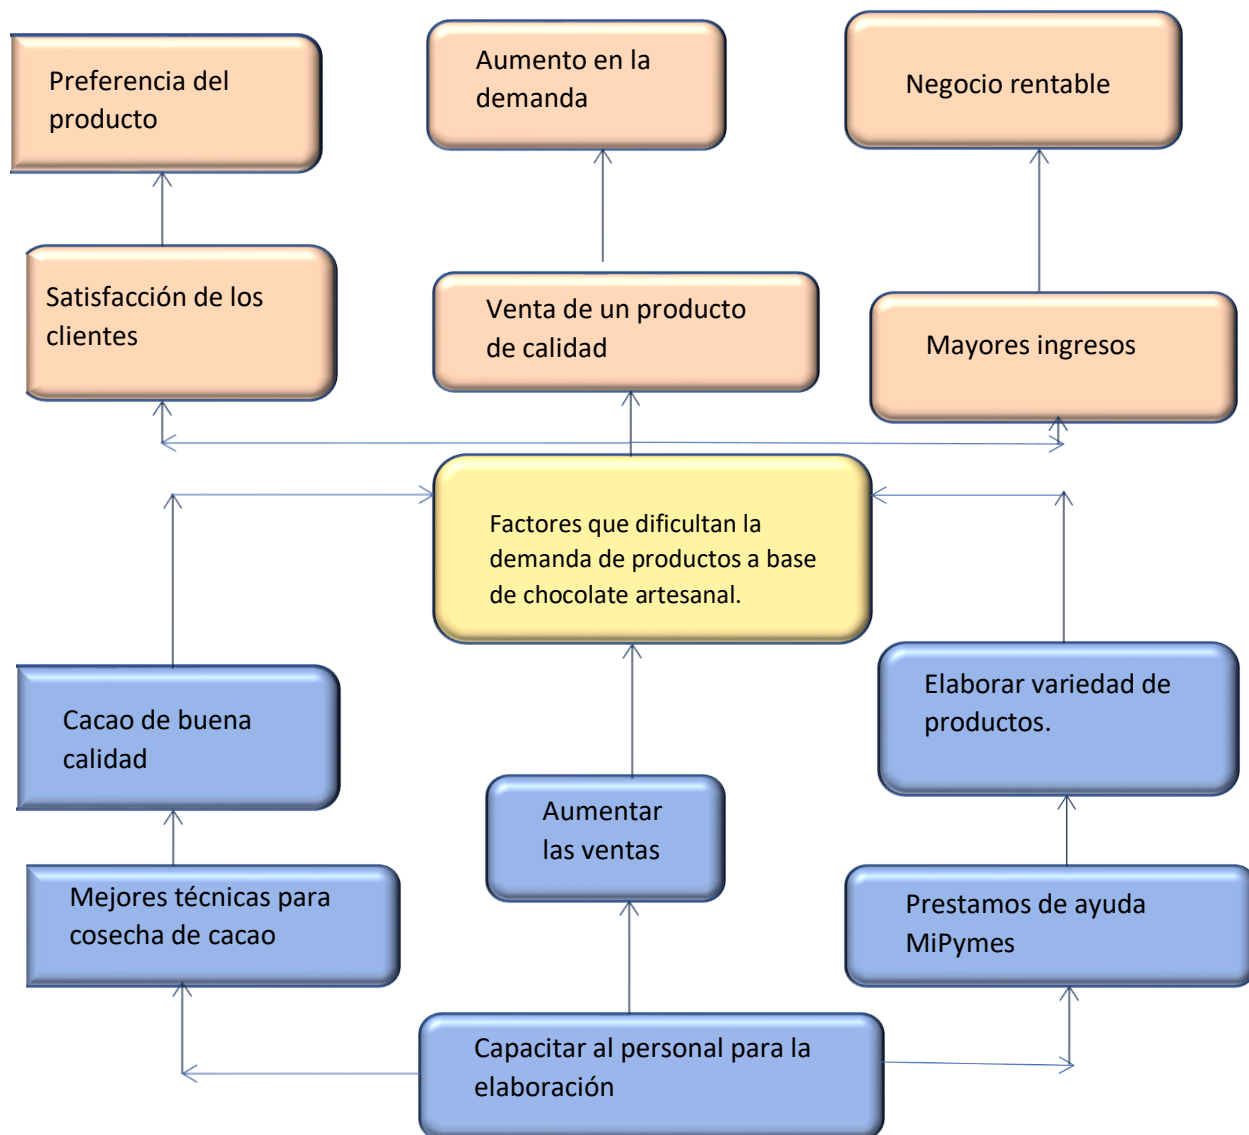 Preferencia del
producto
Aumento en la
demanda
Negocio rentable
Satisfacción de los
clientes
Venta de un producto
de calidad
Mayores ingresos
Factores que dificultan la
demanda de productos a base
de chocolate artesanal.
Cacao de buena
calidad
Aumentar
las ventas
Elaborar variedad de
productos.
Mejores técnicas para
cosecha de cacao
Prestamos de ayuda
MiPymes
Capacitar al personal para la
elaboración